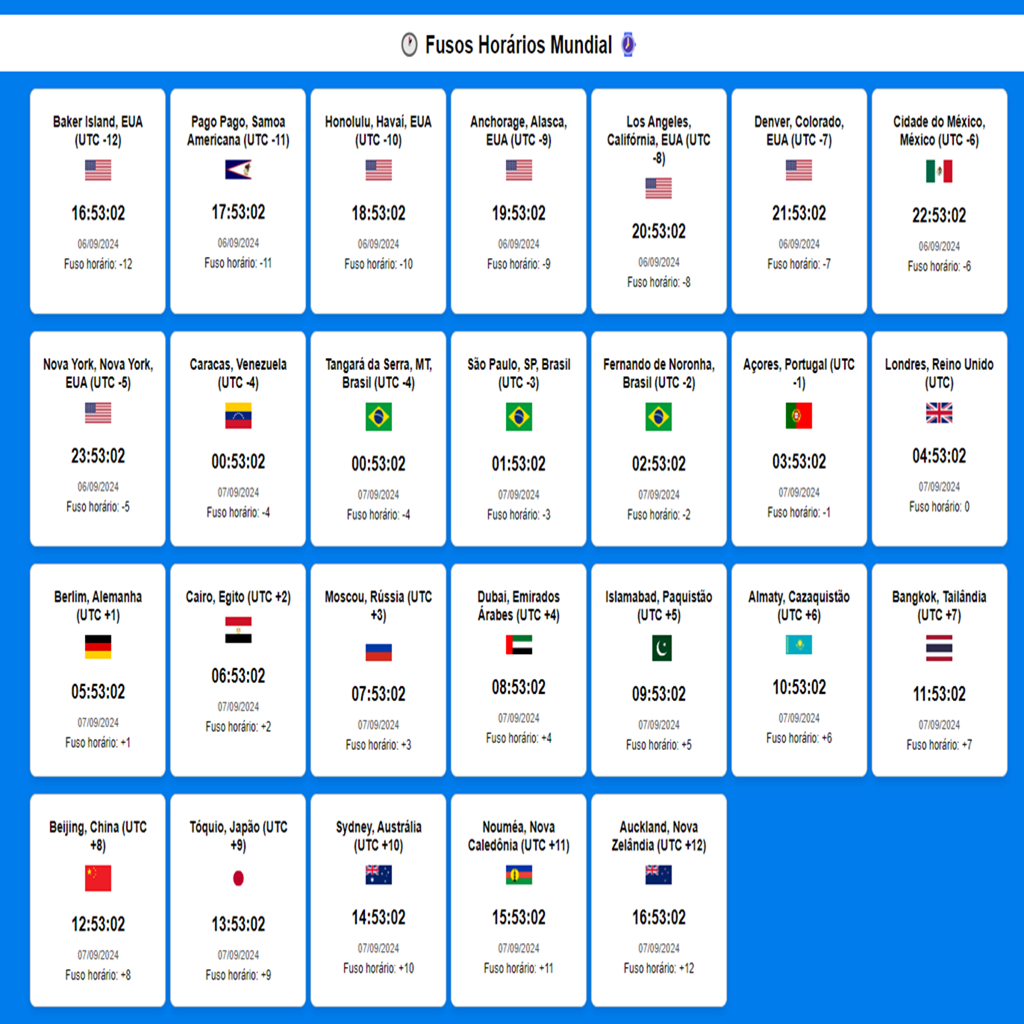 Fusos Horários Mundial
Baker Island, EUA
(UTC -12)
16:53:02
06/09/2024
Fuso horário: -12
Pago Pago, Samoa
Americana (UTC -11)
17:53:02
06/09/2024
Fuso horário: -11
Honolulu, Havai, EUA
(UTC -10)
18:53:02
06/09/2024
Fuso horário: -10
Anchorage, Alasca,
EUA (UTC -9)
19:53:02
06/09/2024
Fuso horário: -9
Los Angeles,
Califórnia, EUA (UTC
-8)
20:53:02
06/09/2024
Fuso horário: -8
Denver, Colorado,
EUA (UTC -7)
21:53:02
06/09/2024
Fuso horário: -7
Cidade do México,
México (UTC -6)
22:53:02
06/09/2024
Fuso horário: -6
Nova York, Nova York,
EUA (UTC -5)
23:53:02
06/09/2024
Fuso horário: -5
Caracas, Venezuela
(UTC -4)
00:53:02
07/09/2024
Fuso horário: -4
Tangará da Serra, MT,
Brasil (UTC -4)
00:53:02
07/09/2024
Fuso horário: -4
São Paulo, SP, Brasil
(UTC -3)
01:53:02
07/09/2024
Fuso horário: -3
Fernando de Noronha,
Brasil (UTC -2)
02:53:02
07/09/2024
Fuso horário: -2
Açores, Portugal (UTC
-1)
03:53:02
07/09/2024
Fuso horário: -1
Londres, Reino Unido
(UTC)
04:53:02
07/09/2024
Fuso horário: 0
Berlim, Alemanha
(UTC +1)
05:53:02
07/09/2024
Fuso horário: +1
Cairo, Egito (UTC +2)
06:53:02
07/09/2024
Fuso horário: +2
Moscou, Rússia (UTC
+3)
07:53:02
07/09/2024
Fuso horário: +3
Dubai, Emirados
Árabes (UTC +4)
08:53:02
07/09/2024
Fuso horário: +4
Islamabad, Paquistão
(UTC +5)
09:53:02
07/09/2024
Fuso horário: +5
Almaty, Cazaquistão
(UTC +6)
10:53:02
07/09/2024
Fuso horário: +6
Bangkok, Tailândia
(UTC +7)
11:53:02
07/09/2024
Fuso horário: +7
Beijing, China (UTC
+8)
12:53:02
07/09/2024
Fuso horário: +8
Tóquio, Japão (UTC
+9)
13:53:02
07/09/2024
Fuso horário: +9
Sydney, Austrália
(UTC +10)
14:53:02
07/09/2024
Fuso horário: +10
Nouméa, Nova
Caledônia (UTC +11)
15:53:02
07/09/2024
Fuso horário: +11
Auckland, Nova
Zelândia (UTC +12)
16:53:02
07/09/2024
Fuso horário: +12